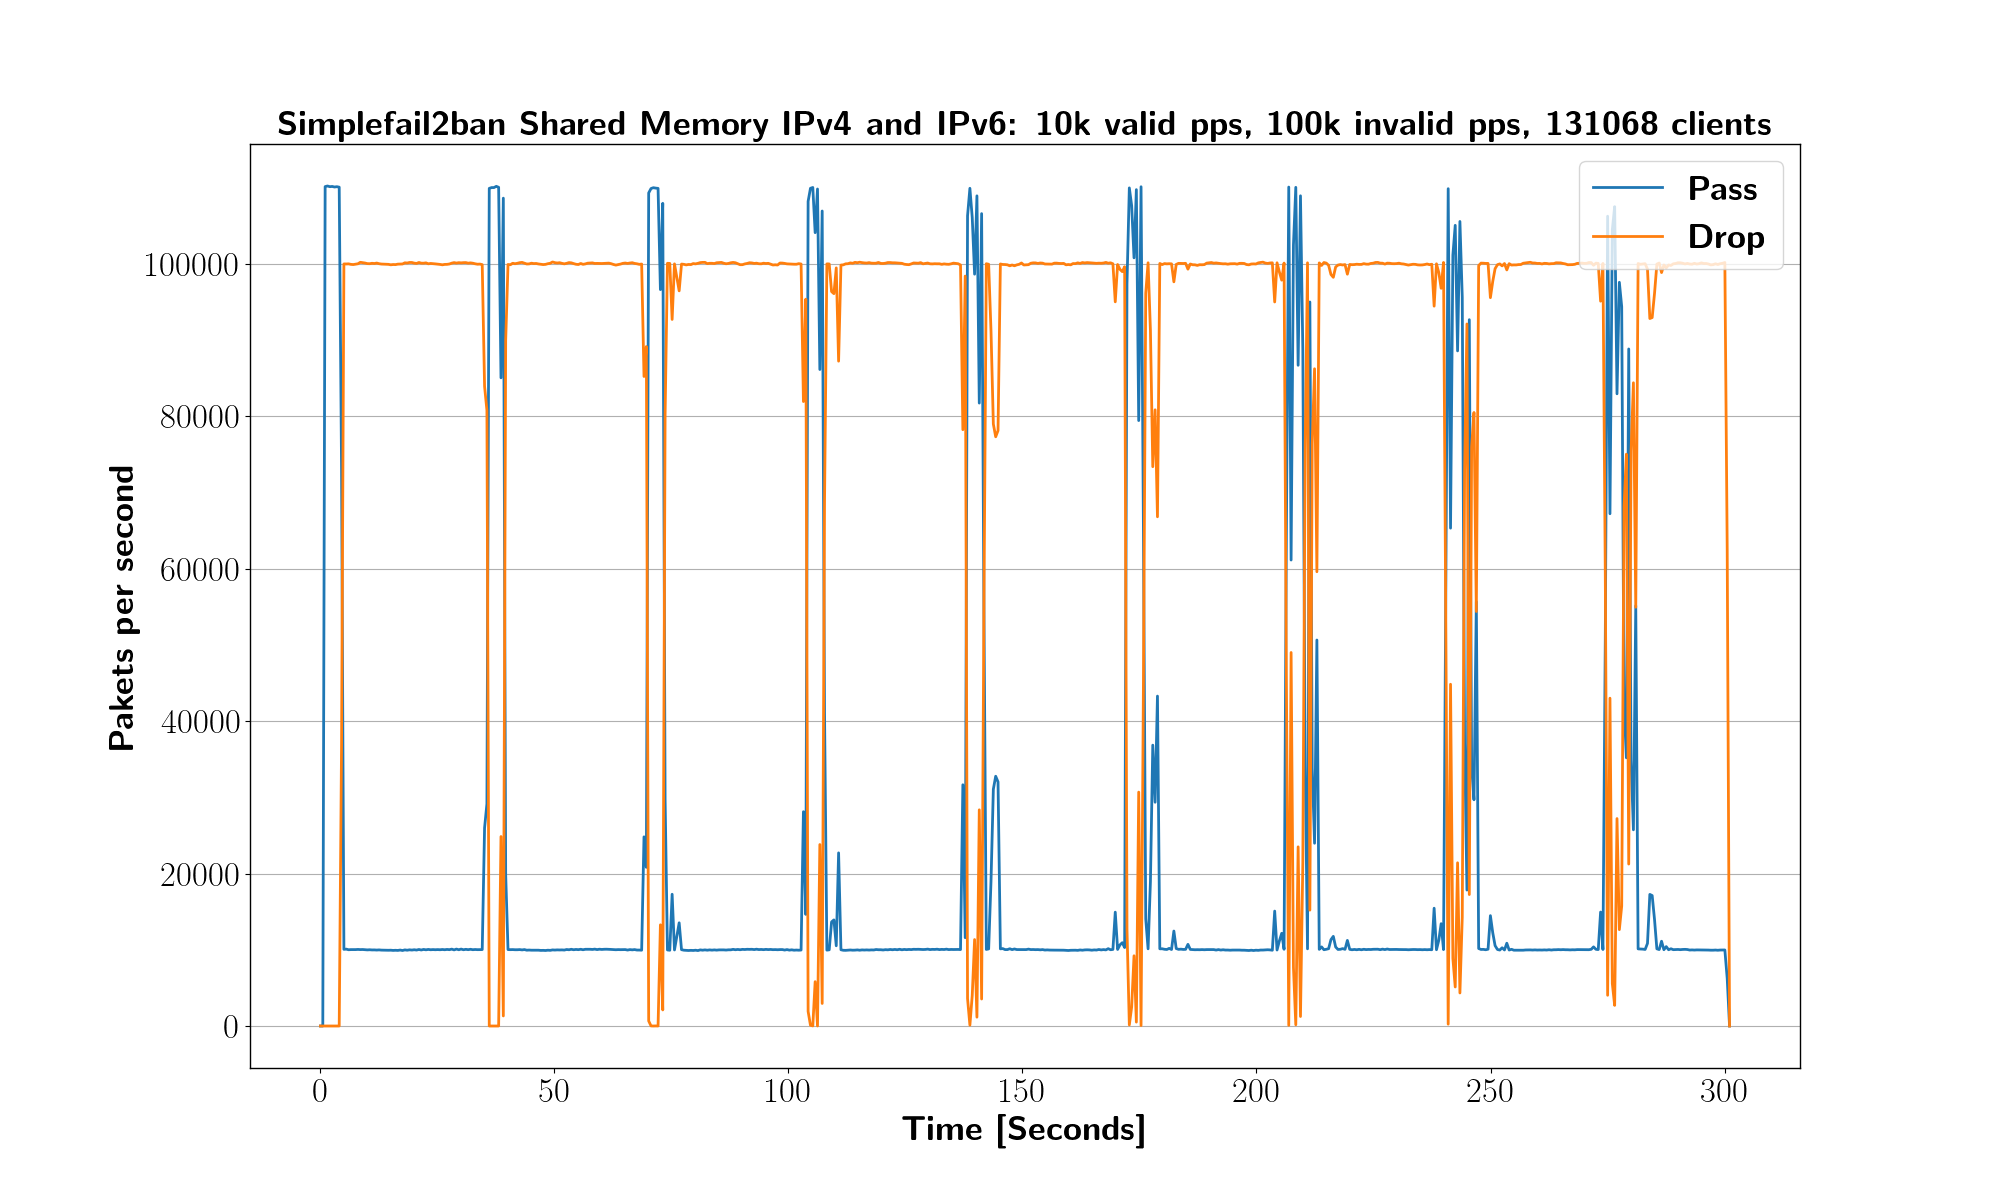 Simplefail2ban Shared Memory IPv4 and IPv6: 10k valid pps, 100k invalid pps, 131068 clients
Pass
Drop
100000
80000
60000
40000
20000
0
Pakets per second
0 50 100 150 200 250 300
Time [Seconds]